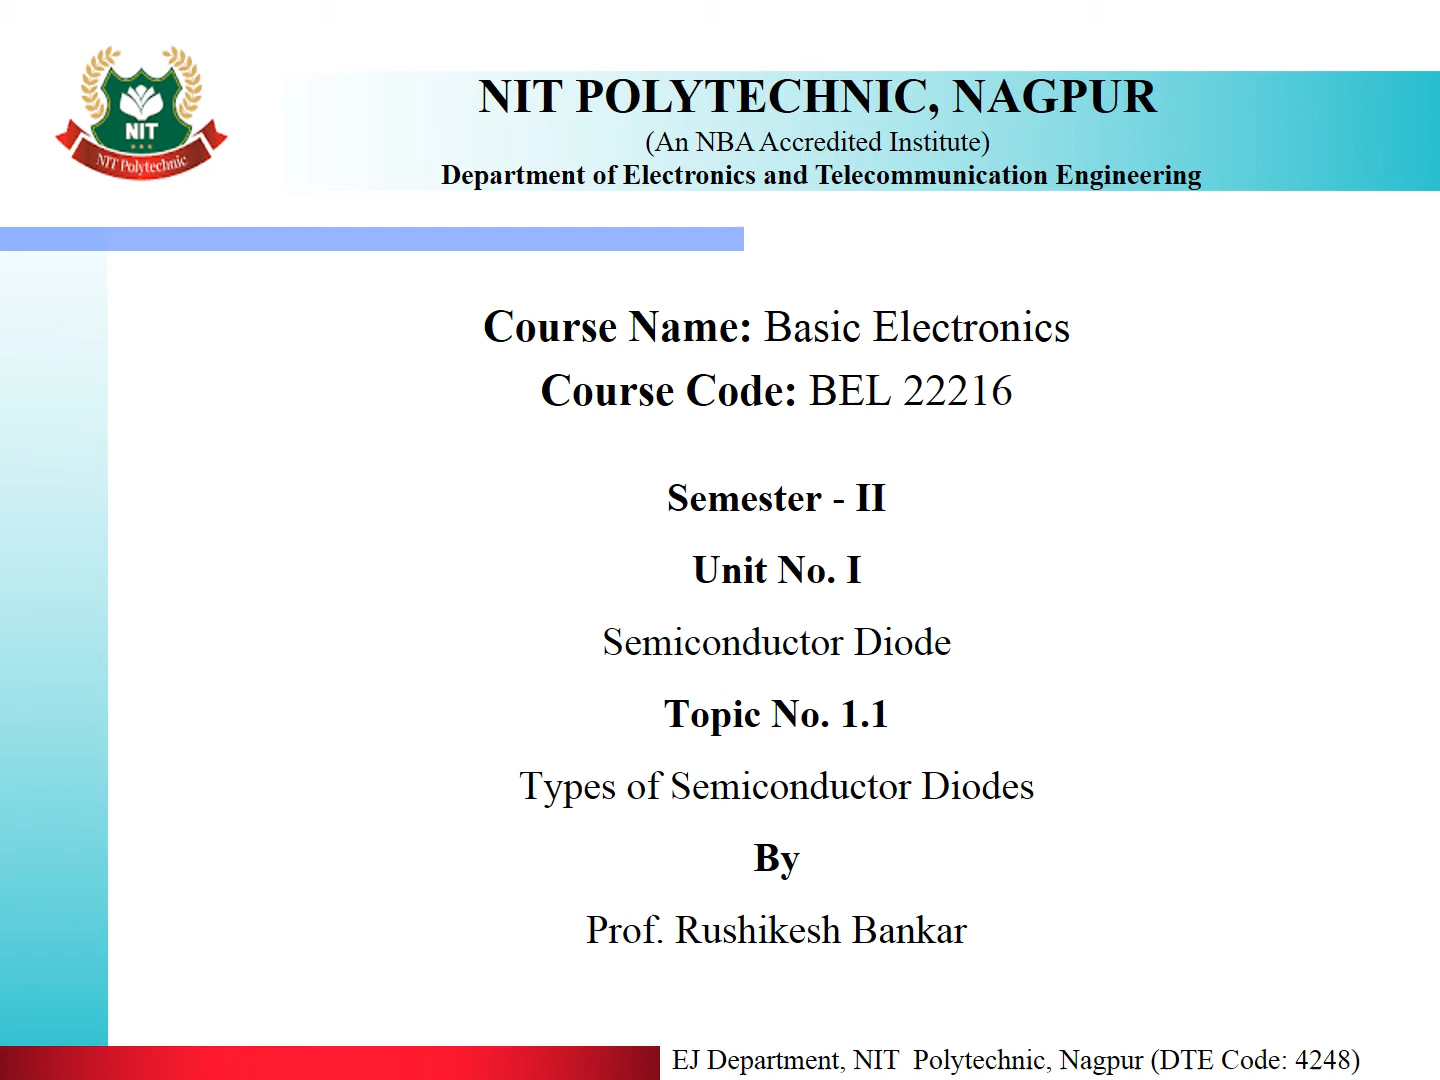 NIT
NIT Polytechnic
NIT POLYTECHNIC, NAGPUR
(An NBA Accredited Institute)
Department of Electronics and Telecommunication Engineering
Course Name: Basic Electronics
Course Code: BEL 22216
Semester - II
Unit No. I
Semiconductor Diode
Topic No. 1.1
Types of Semiconductor Diodes
By
Prof. Rushikesh Bankar
EJ Department, NIT  Polytechnic, Nagpur (DTE Code: 4248)